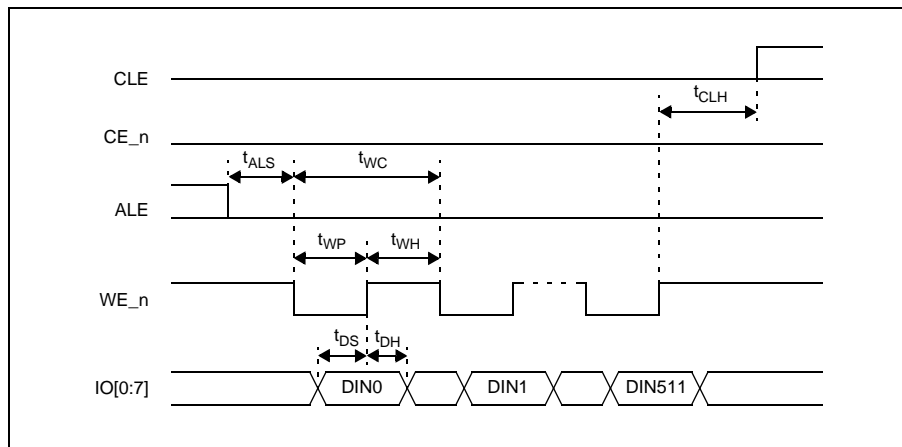 CLE
tCLH
CE_n
tALS
tWC
ALE
tWP
tWH
WE_n
tDS
tDH
IO[0:7]
DIN0
DIN1
DIN511